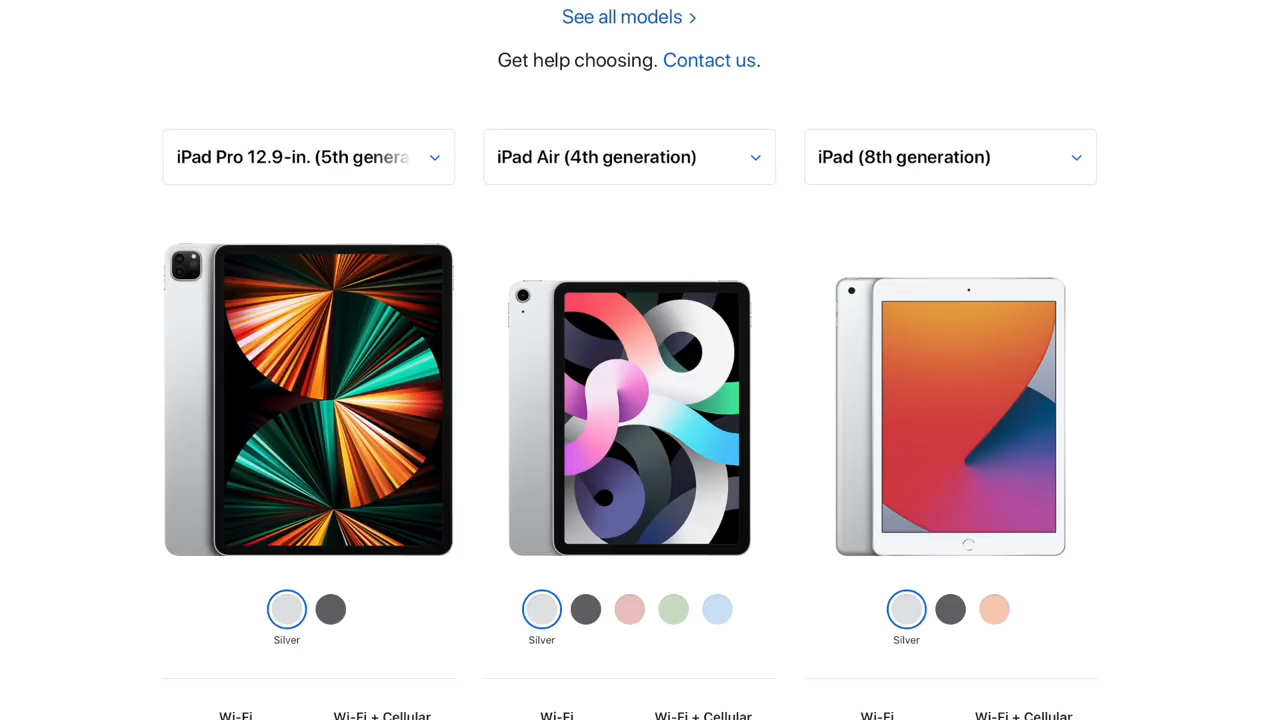 See all models >
Get help choosing. Contact us.
iPad Pro 12.9-in. (5th genera
iPad Air (4th generation)
iPad (8th generation)
Silver
Silver
Silver
Wi-Fi
Wi-Fi + Cellular
Wi-Fi
Wi-Fi + Cellular
Wi-Fi
Wi-Fi + Cellular